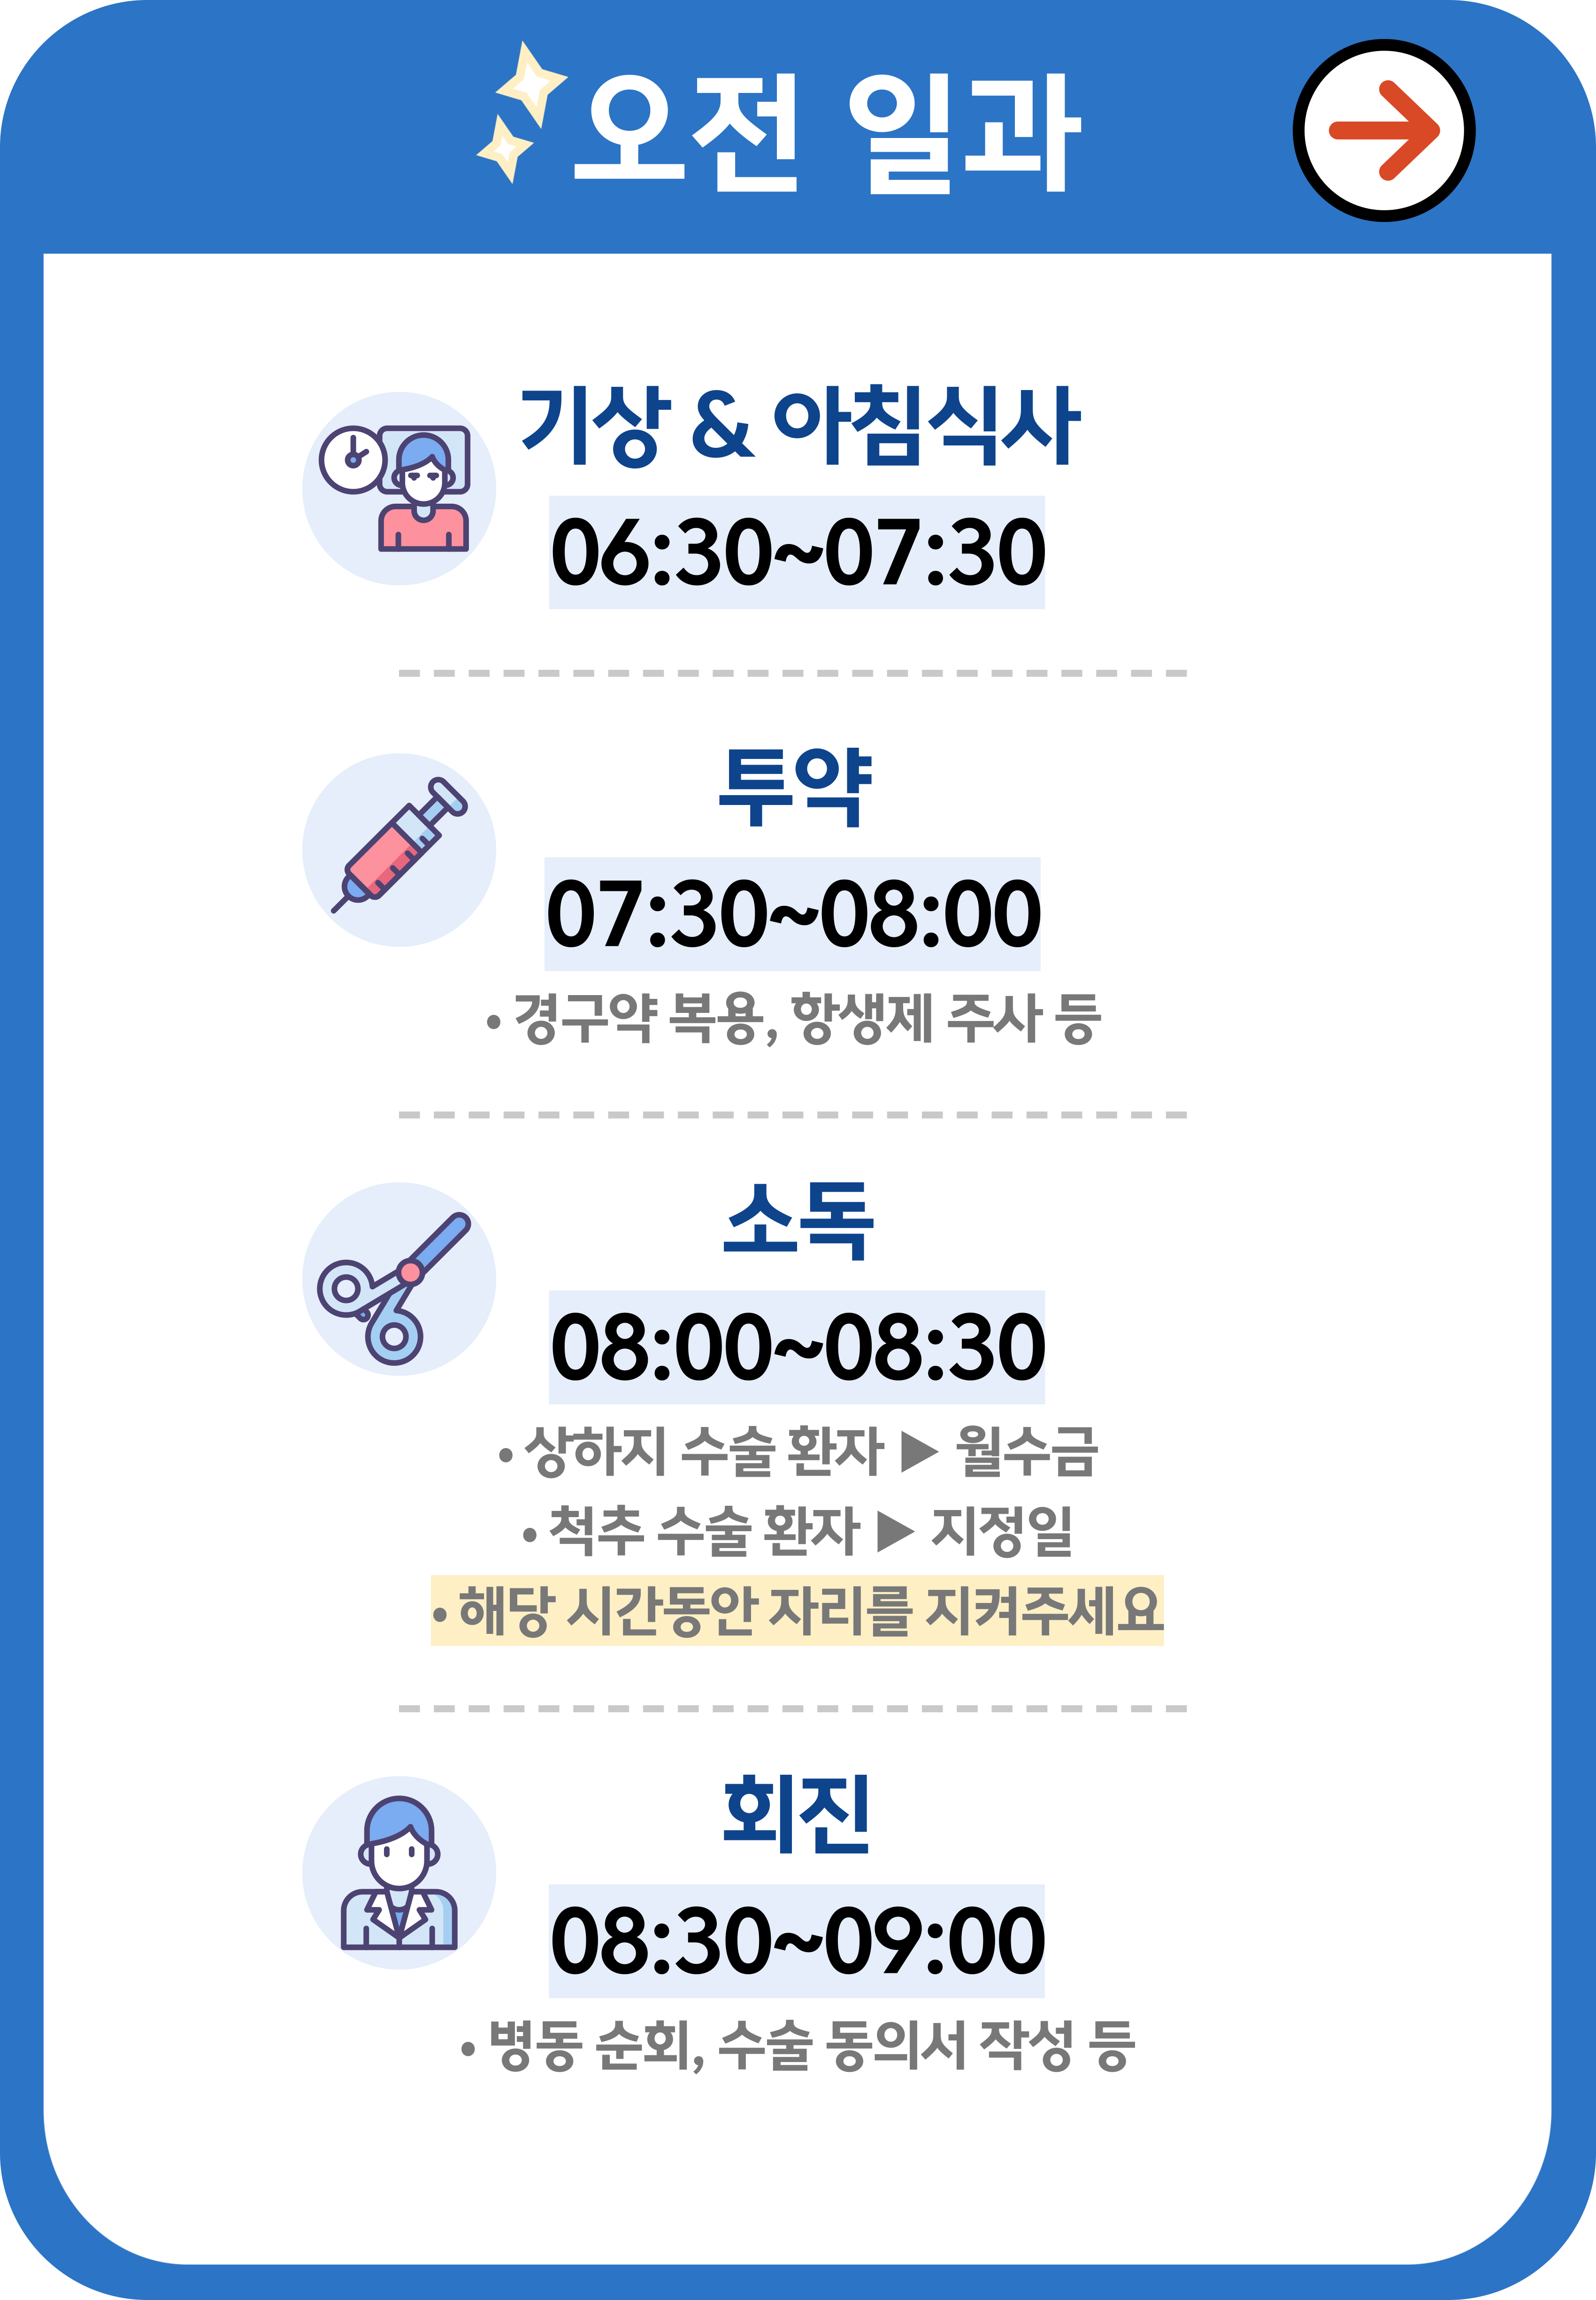 오전 일과
기상 & 아침식사
06:30~07:30
투약
07:30~08:00
• 경구약 복용, 항생제 주사 등
소독
08:00~08:30
• 상하지 수술 환자 ▶ 월수금
• 척추 수술 환자 ▶ 지정일
• 해당 시간동안 자리를 지켜주세요
회진
08:30~09:00
• 병동 순회, 수술 동의서 작성 등